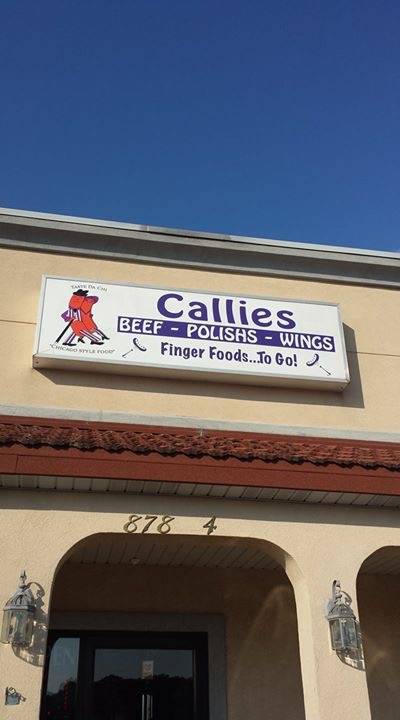 Taste Da Chi
"Chicago Style Food"
Callies
BEEF - POLISHS - WINGS
Finger Foods...To Go!
878 4